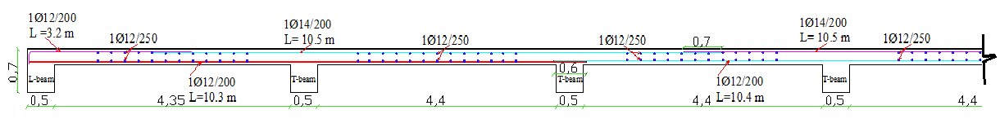 1Ø12/200
L =3.2 m
1Ø12/250
1Ø14/200
L= 10.5 m
1Ø12/250
1Ø12/250
0,7
1Ø14/200
L= 10.5 m
1Ø12/250
0,7
L-beam
1Ø12/200
L=10.3 m
T-beam
0,6
T-beam
1Ø12/200
L=10.4 m
T-beam
0,5
4,35
0,5
4,4
0,5
4,4
0,5
4,4